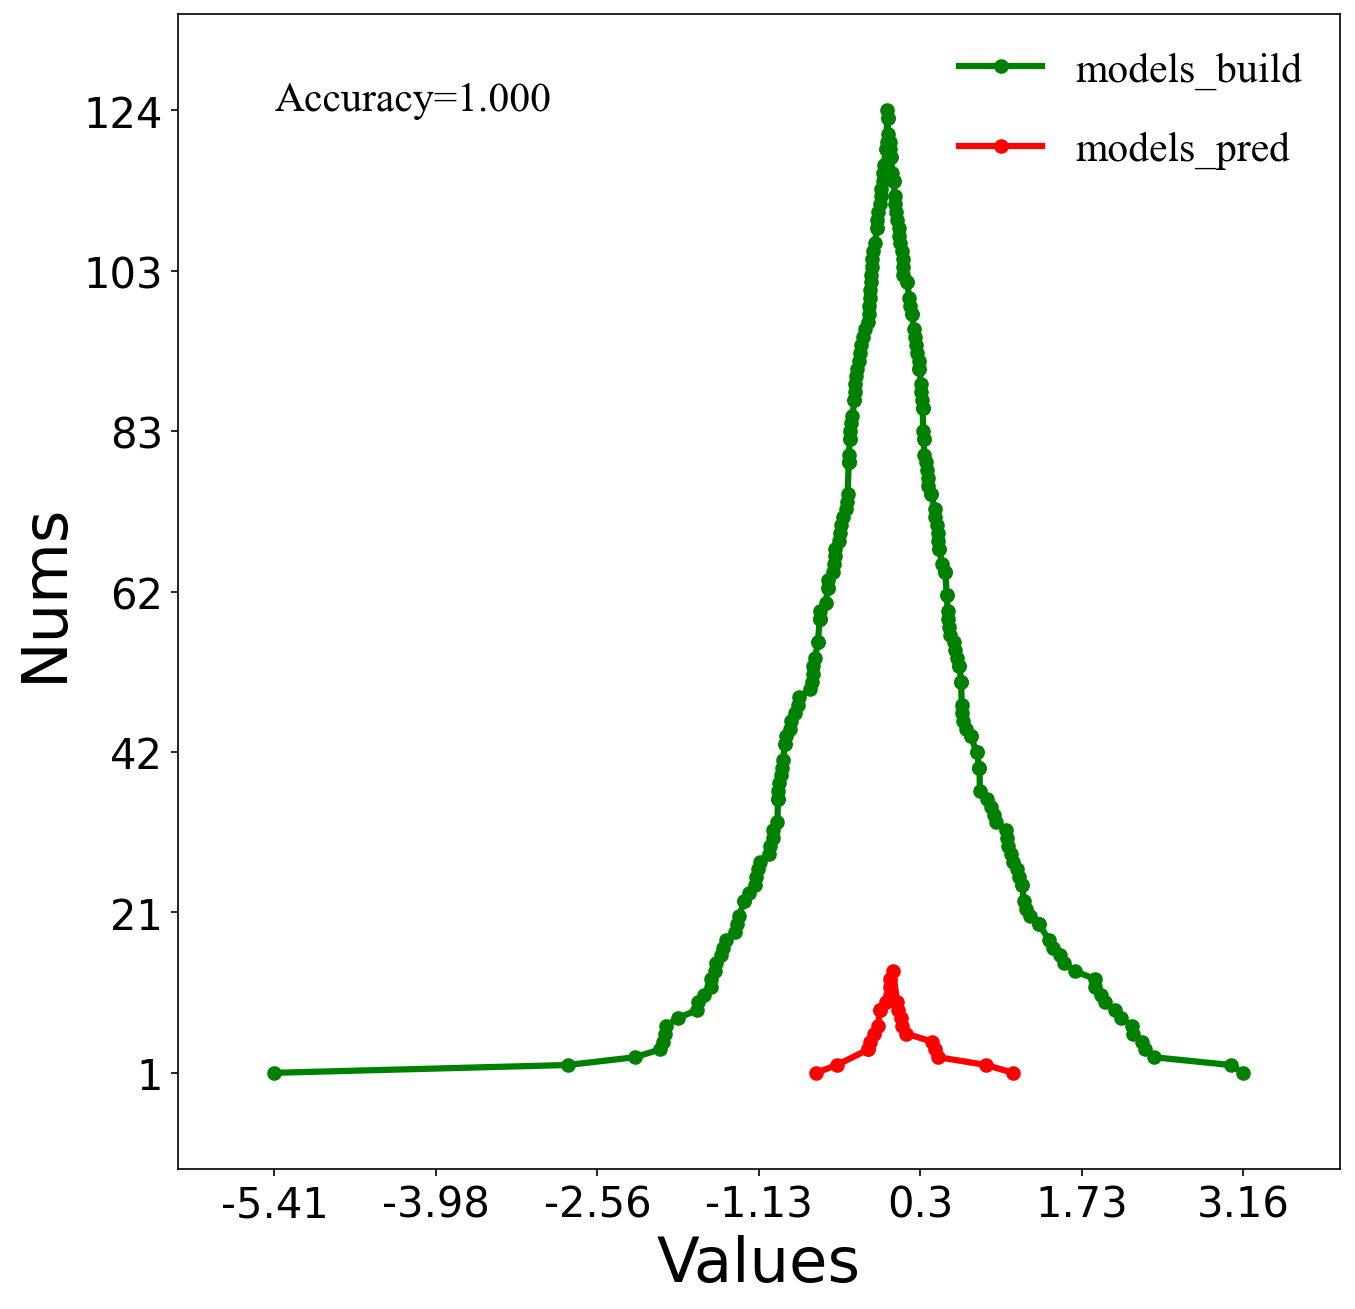 Accuracy=1.000
models_build
models_pred
124
103
83
62
42
21
1
Nums
-5.41 -3.98 -2.56 -1.13 0.3 1.73 3.16
Values